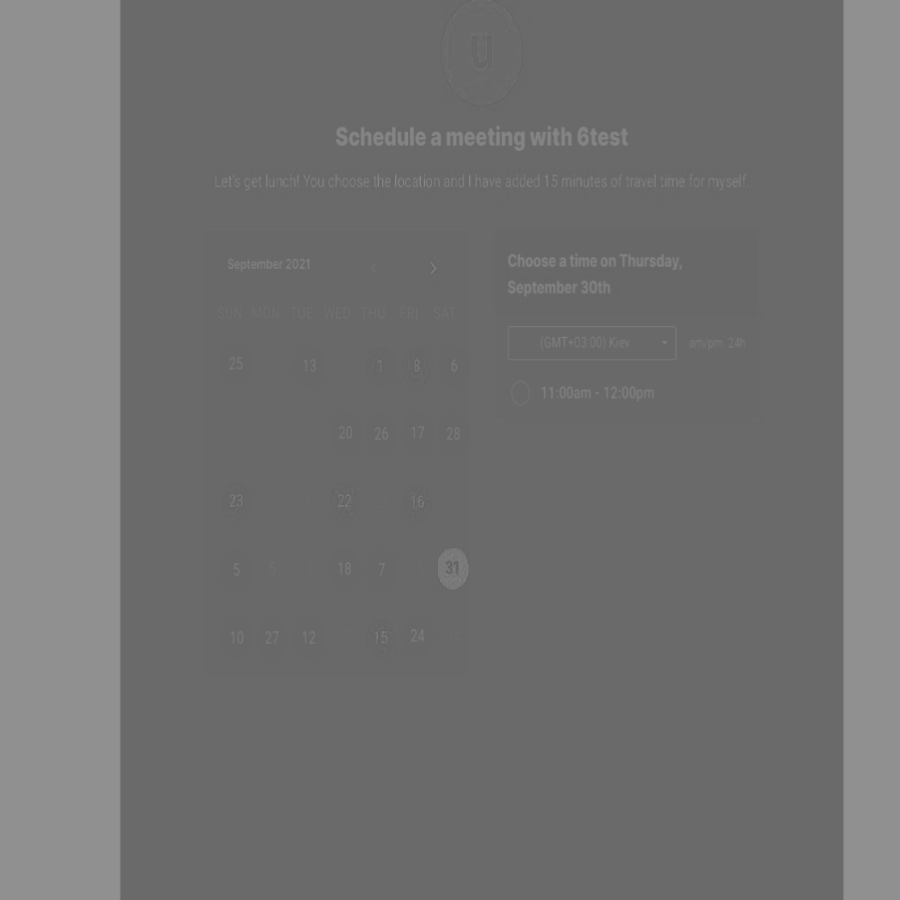 u
Schedule a meeting with 6test
Let's get lunch! You choose the location and I have added 15 minutes of travel time for myself.
September 2021
SUN MON TUE WED THU FRI SAT
25 13 1 8 6
20 26 17 28
23 22 16
5 5 18 7 31
10 27 12 15 24
Choose a time on Thursday,
September 30th
(GMT+03:00) Kiev am/pm 24h
11:00am - 12:00pm